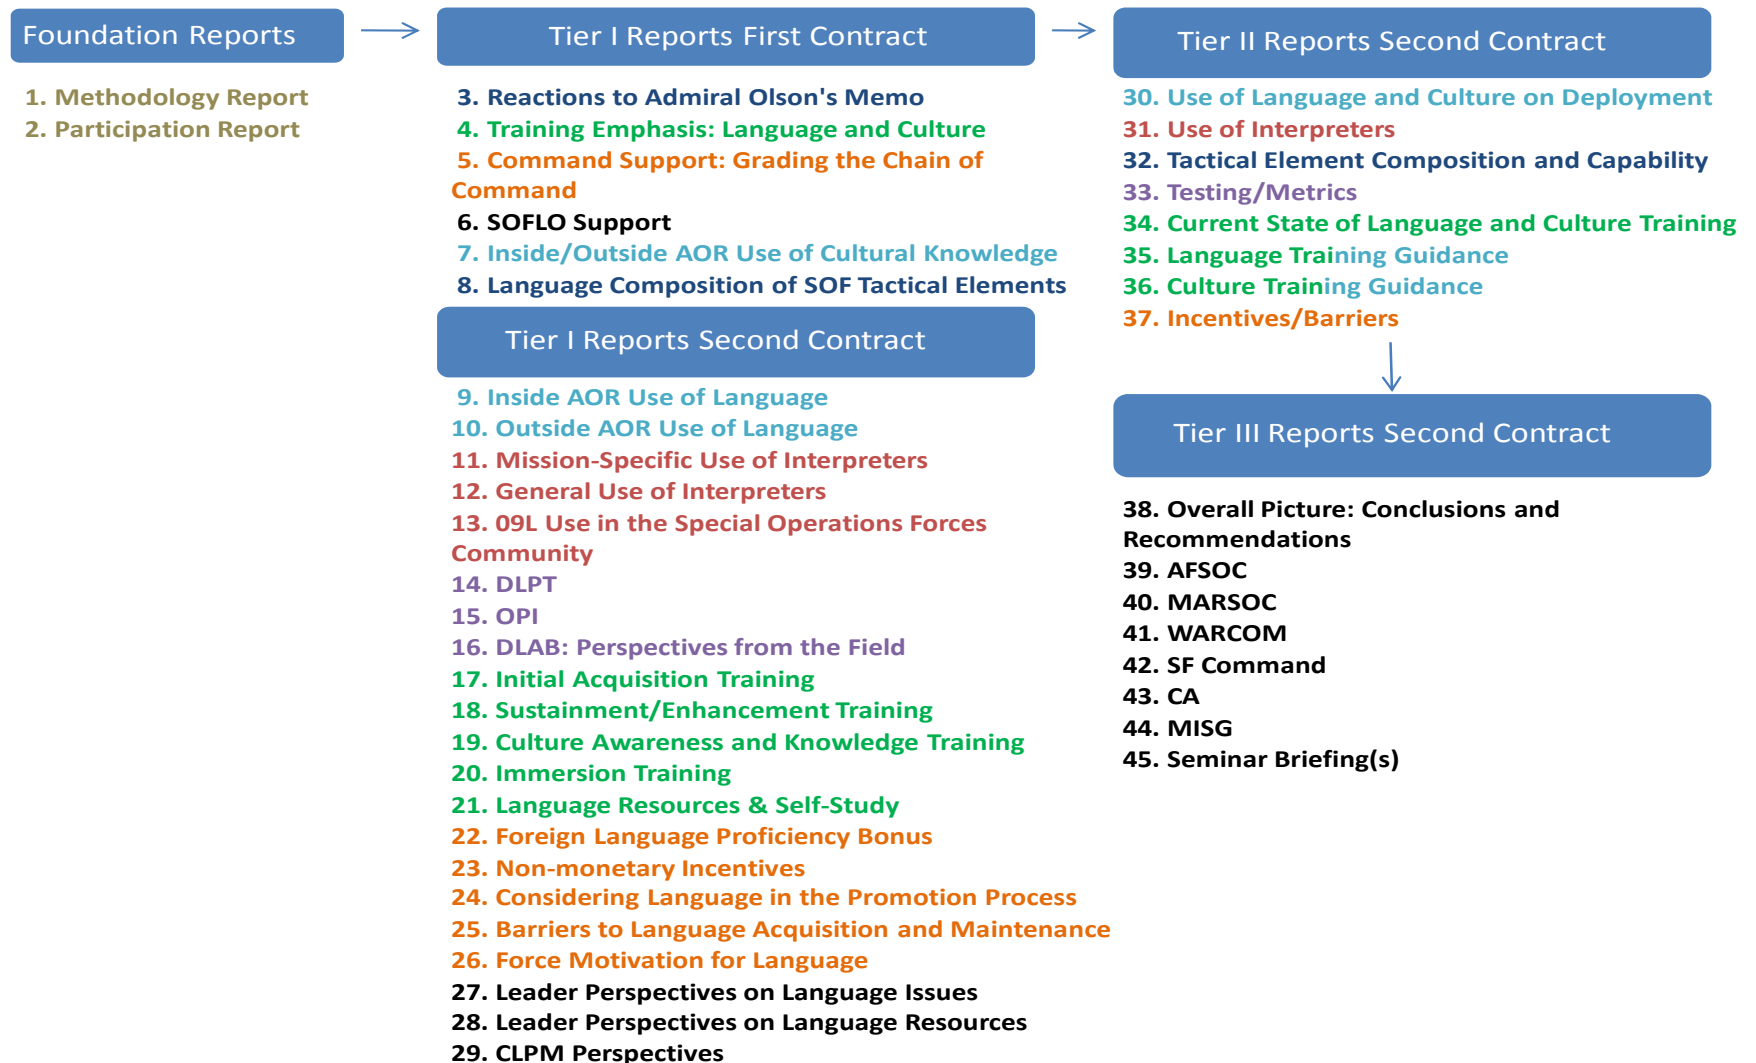 Foundation Reports
1. Methodology Report
2. Participation Report
Tier I Reports First Contract
3. Reactions to Admiral Olson's Memo
4. Training Emphasis: Language and Culture
5. Command Support: Grading the Chain of
Command
6. SOFLO Support
7. Inside/Outside AOR Use of Cultural Knowledge
8. Language Composition of SOF Tactical Elements
Tier I Reports Second Contract
9. Inside AOR Use of Language
10. Outside AOR Use of Language
11. Mission-Specific Use of Interpreters
12. General Use of Interpreters
13. 09L Use in the Special Operations Forces
Community
14. DLPT
15. OPI
16. DLAB: Perspectives from the Field
17. Initial Acquisition Training
18. Sustainment/Enhancement Training
19. Culture Awareness and Knowledge Training
20. Immersion Training
21. Language Resources & Self-Study
22. Foreign Language Proficiency Bonus
23. Non-monetary Incentives
24. Considering Language in the Promotion Process
25. Barriers to Language Acquisition and Maintenance
26. Force Motivation for Language
27. Leader Perspectives on Language Issues
28. Leader Perspectives on Language Resources
29. CLPM Perspectives
Tier II Reports Second Contract
30. Use of Language and Culture on Deployment
31. Use of Interpreters
32. Tactical Element Composition and Capability
33. Testing/Metrics
34. Current State of Language and Culture Training
35. Language Training Guidance
36. Culture Training Guidance
37. Incentives/Barriers
Tier III Reports Second Contract
38. Overall Picture: Conclusions and
Recommendations
39. AFSOC
40. MARSOC
41. WARCOM
42. SF Command
43. CA
44. MISG
45. Seminar Briefing(s)